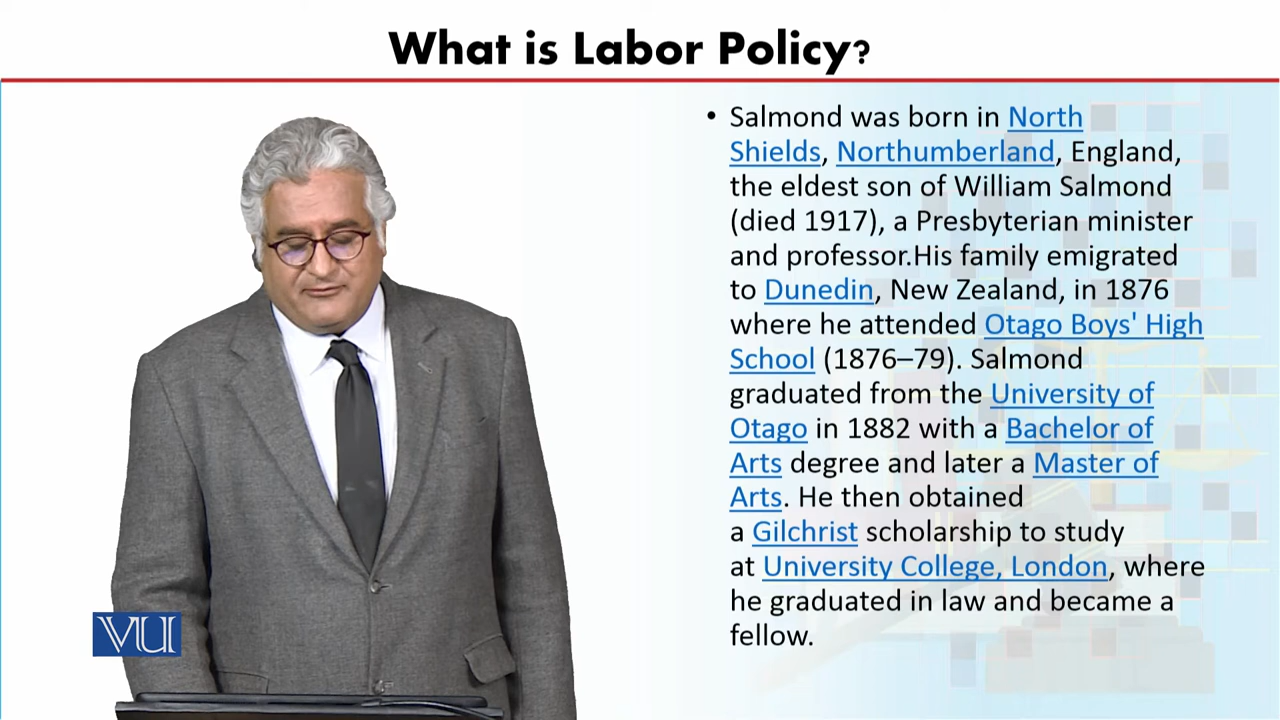 What is Labor Policy?
• Salmond was born in North
Shields, Northumberland, England,
the eldest son of William Salmond
(died 1917), a Presbyterian minister
and professor.His family emigrated
to Dunedin, New Zealand, in 1876
where he attended Otago Boys' High
School (1876–79). Salmond
graduated from the University of
Otago in 1882 with a Bachelor of
Arts degree and later a Master of
Arts. He then obtained
a Gilchrist scholarship to study
at University College, London, where
he graduated in law and became a
fellow.
VU